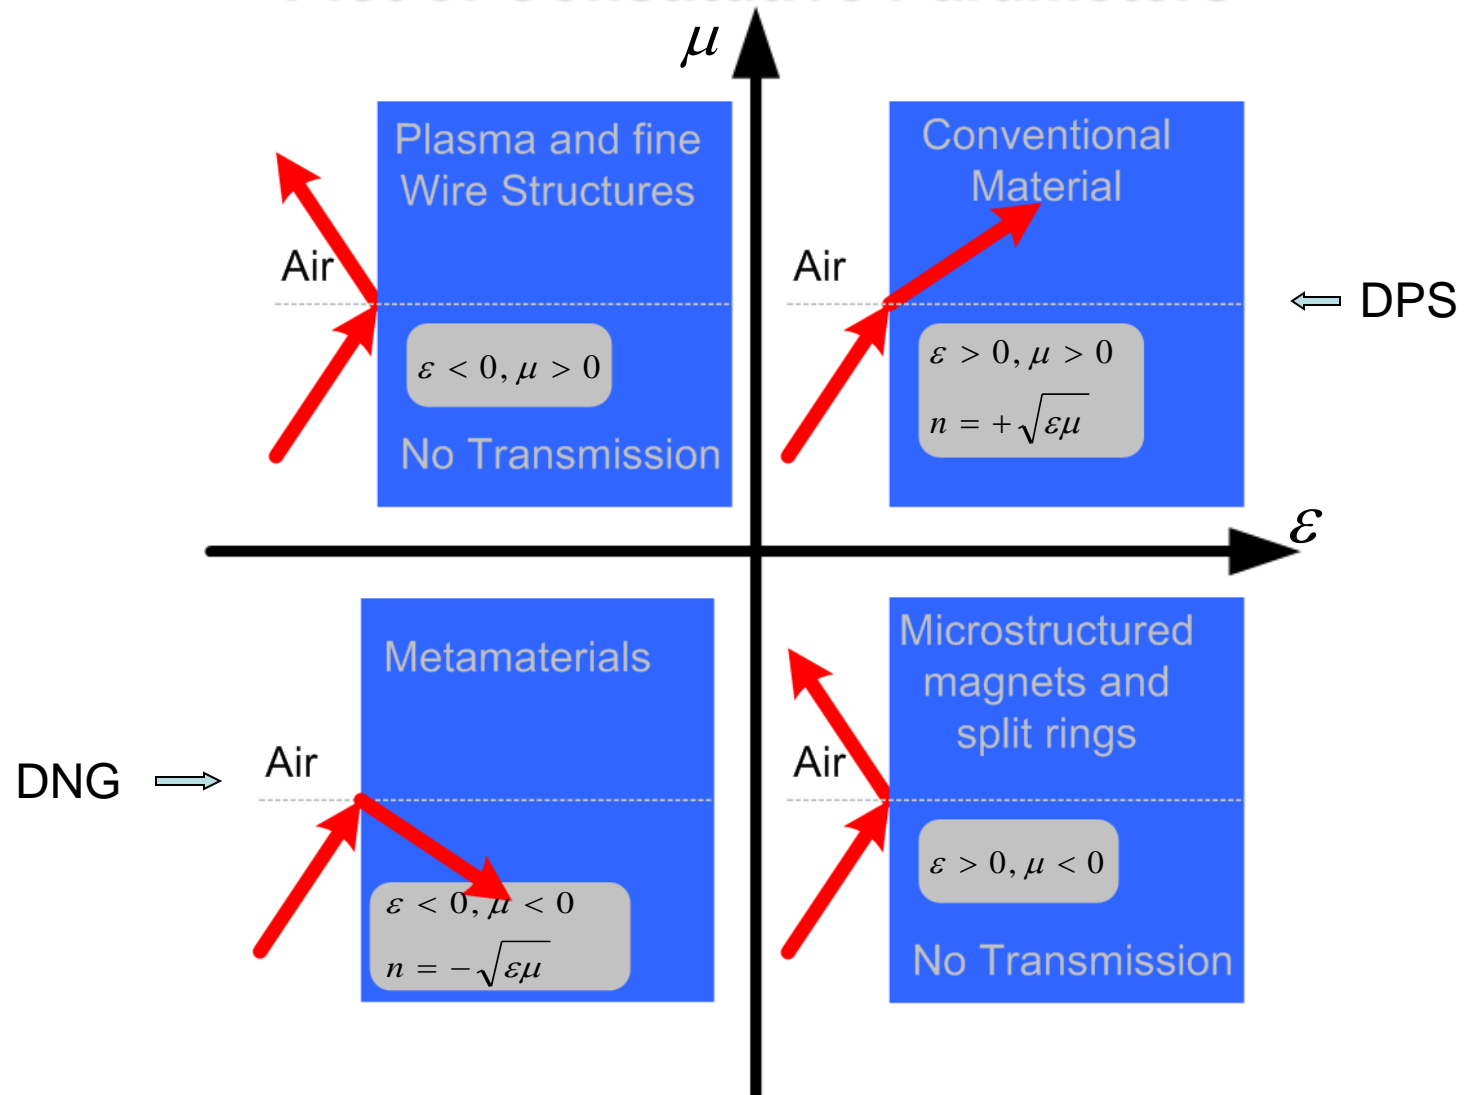 μ
Plasma and fine
Wire Structures
Air
ε < 0, μ > 0
No Transmission
Conventional
Material
Air
ε > 0, μ > 0
n = +√εμ
DPS
ε
Metamaterials
DNG
Air
ε < 0, μ < 0
n = −√εμ
Microstructured
magnets and
split rings
Air
ε > 0, μ < 0
No Transmission